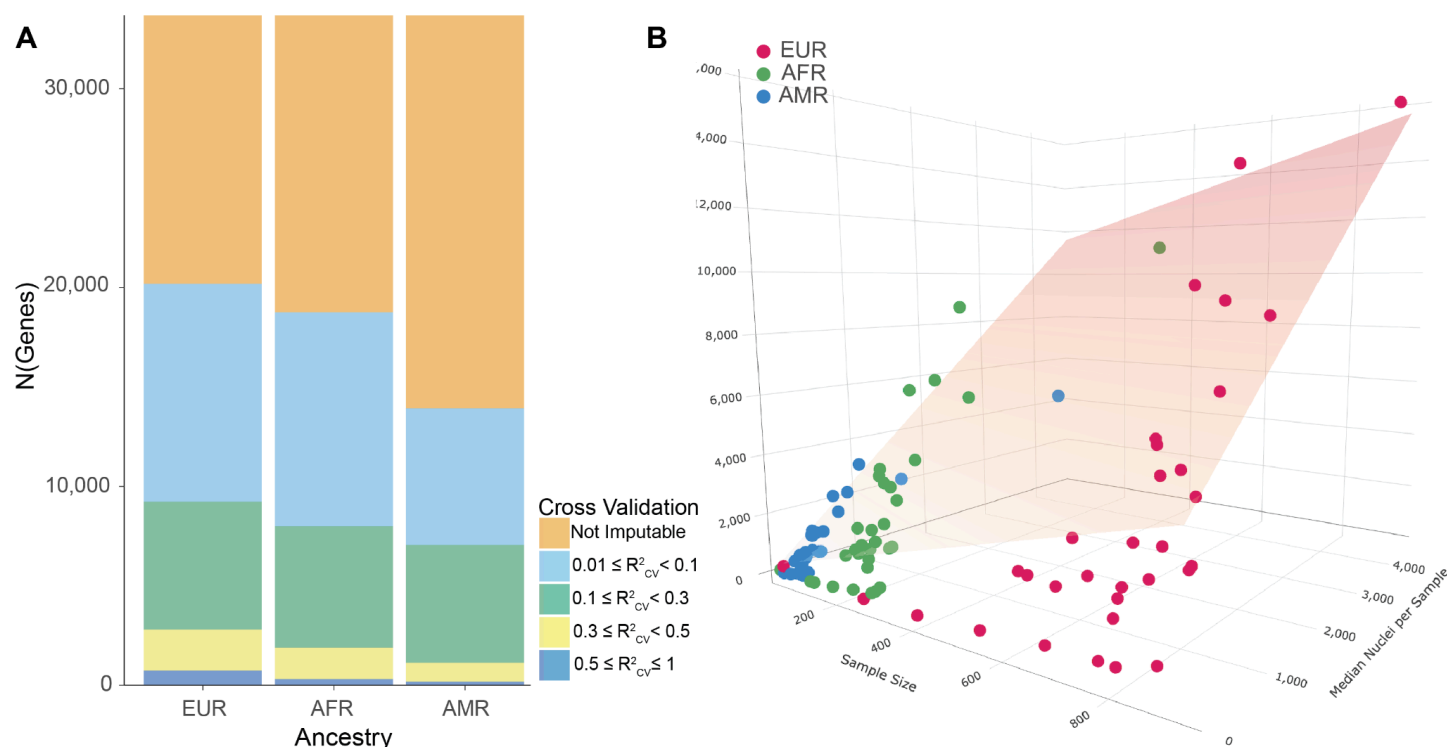 A
B
EUR
AFR
AMR
30,000
20,000
10,000
0
N(Genes)
EUR
AFR
AMR
Ancestry
Cross Validation
Not Imputable
0.01 ≤ R²CV < 0.1
0.1 ≤ R²CV < 0.3
0.3 ≤ R²CV < 0.5
0.5 ≤ R²CV ≤ 1
12,000
10,000
8,000
6,000
4,000
2,000
0
200
400
600
800
Sample Size
0
1,000
2,000
3,000
4,000
Median Nuclei per Sample